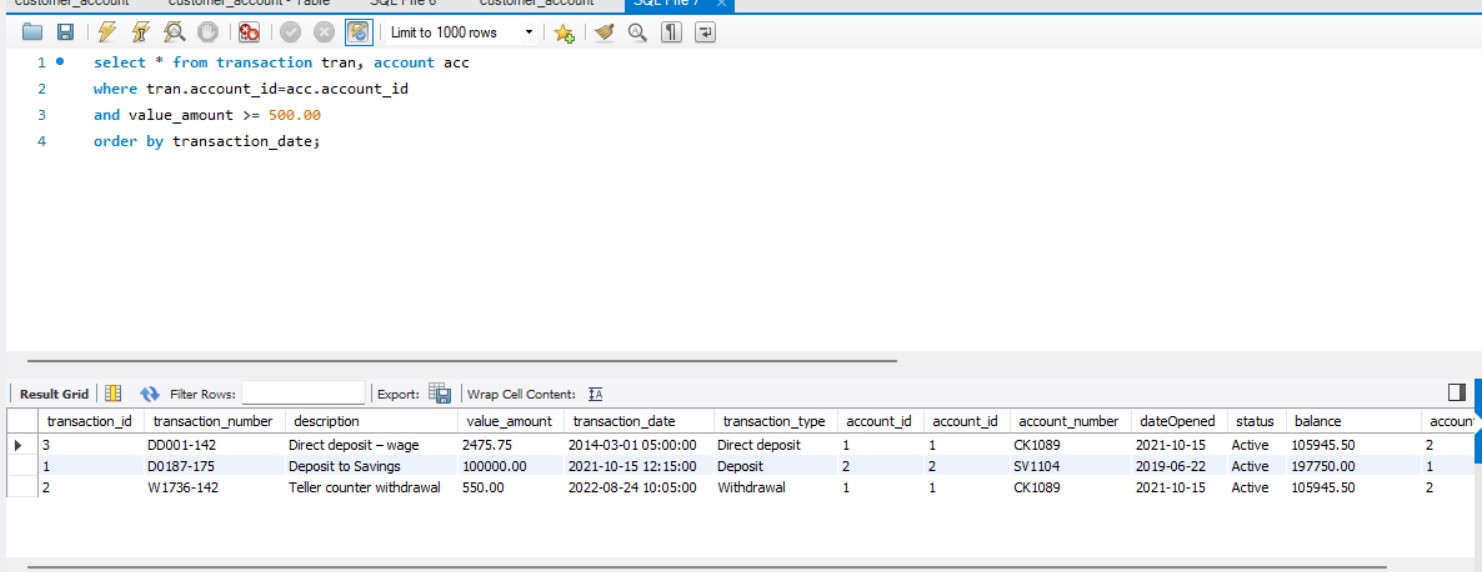 customer_account customer_account - Table SQL File 6 customer_account SQL File 7 ×
Limit to 1000 rows
1 select * from transaction tran, account acc
2 where tran.account_id=acc.account_id
3 and value_amount >= 500.00
4 order by transaction_date;
Result Grid Filter Rows: Export: Wrap Cell Content:
transaction_id transaction_number description value_amount transaction_date transaction_type account_id account_id account_number dateOpened status balance account
3 DD001-142 Direct deposit – wage 2475.75 2014-03-01 05:00:00 Direct deposit 1 1 CK1089 2021-10-15 Active 105945.50 2
1 D0187-175 Deposit to Savings 100000.00 2021-10-15 12:15:00 Deposit 2 2 SV1104 2019-06-22 Active 197750.00 1
2 W1736-142 Teller counter withdrawal 550.00 2022-08-24 10:05:00 Withdrawal 1 1 CK1089 2021-10-15 Active 105945.50 2